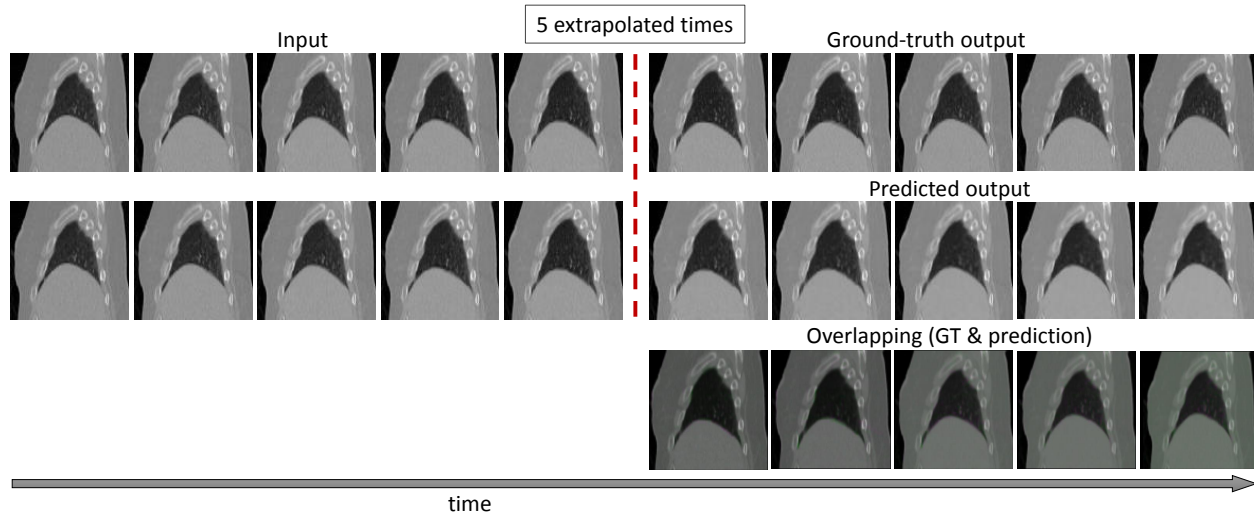 5 extrapolated times
Input
Ground-truth output
Predicted output
Overlapping (GT & prediction)
time